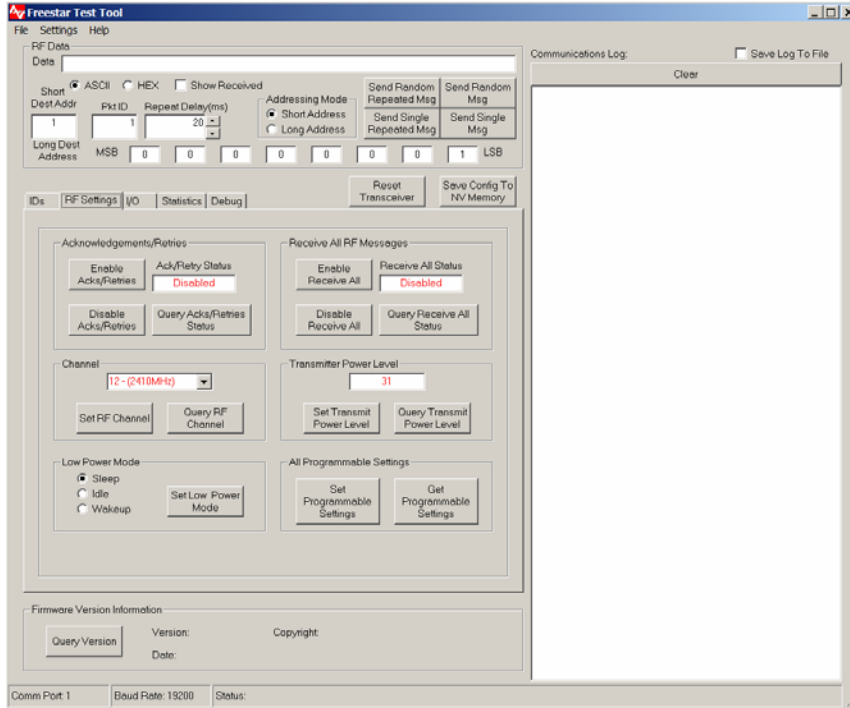 Freestar Test Tool
File Settings Help
RF Data
Data
Communications Log:
Save Log To File
Clear
ASCII HEX Show Received
Short Dest Addr
1
Pkt ID
1
Repeat Delay(ms)
20
Addressing Mode
Short Address
Long Address
Send Random Repeated Msg
Send Random Msg
Send Single Repeated Msg
Send Single Msg
Long Dest Address
MSB 0 0 0 0 0 0 0 1 LSB
Reset Transceiver
Save Config To NV Memory
IDs RF Settings I/O Statistics Debug
Acknowledgements/Retries
Enable Acks/Retries
Ack/Retry Status
Disabled
Disable Acks/Retries
Query Acks/Retries Status
Receive All RF Messages
Enable Receive All
Receive All Status
Disabled
Disable Receive All
Query Receive All Status
Channel
12 - (2410MHz)
Set RF Channel
Query RF Channel
Transmitter Power Level
31
Set Transmit Power Level
Query Transmit Power Level
Low Power Mode
Sleep
Idle
Wakeup
Set Low Power Mode
All Programmable Settings
Set Programmable Settings
Get Programmable Settings
Firmware Version Information
Query Version
Version:
Copyright:
Date:
Comm Port: 1
Baud Rate: 19200
Status: